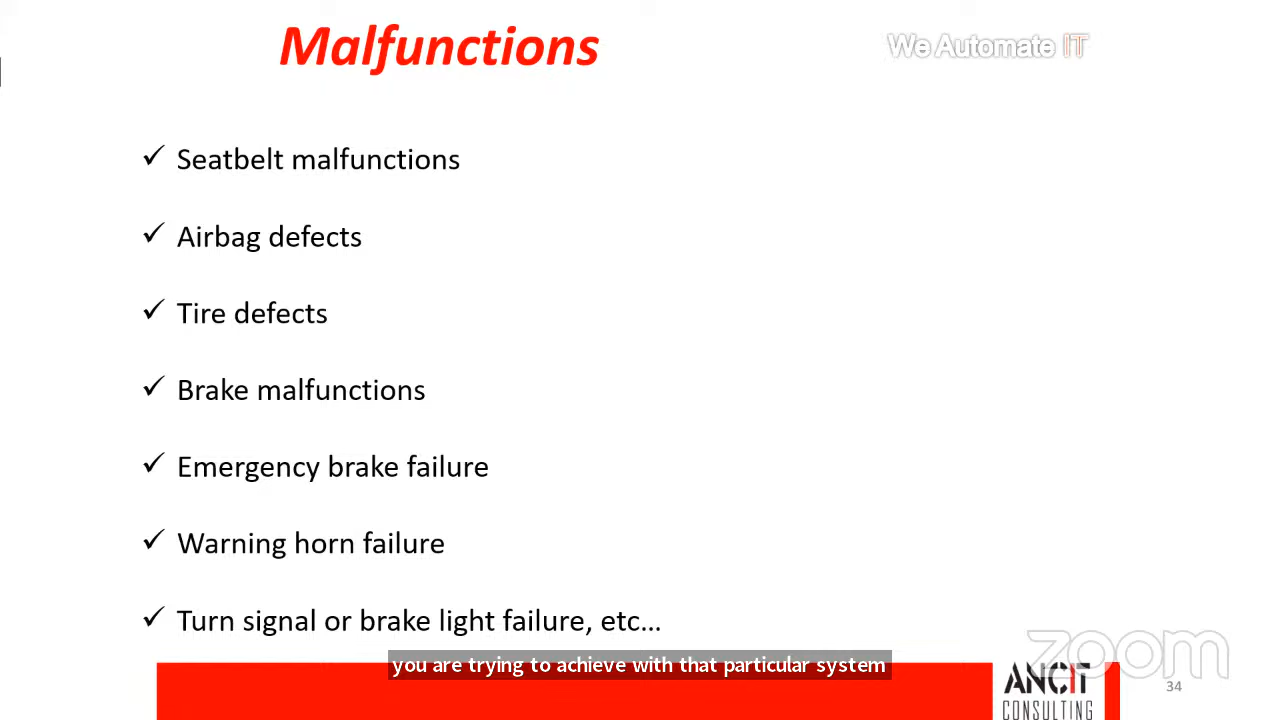 Malfunctions
We Automate IT
✓ Seatbelt malfunctions
✓ Airbag defects
✓ Tire defects
✓ Brake malfunctions
✓ Emergency brake failure
✓ Warning horn failure
✓ Turn signal or brake light failure, etc…
you are trying to achieve with that particular system
zoom
ANCIT
CONSULTING
34